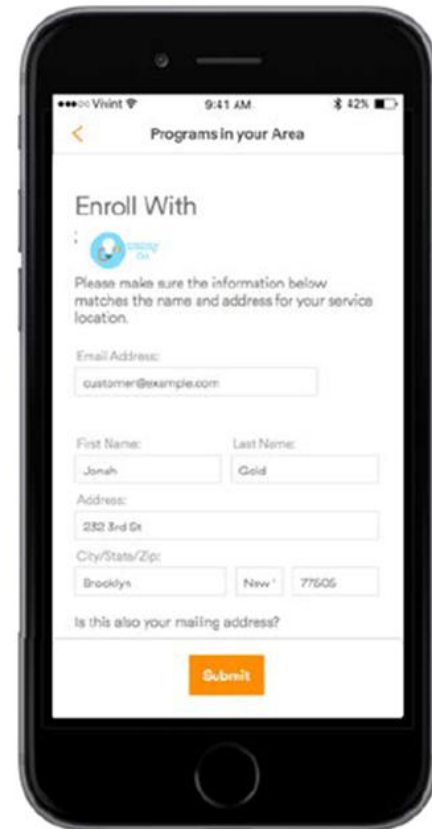 Vivint 9:41 AM 42%
Programs in your Area
Enroll With
Please make sure the information below
matches the name and address for your service
location.
Email Address:
customer@example.com
First Name: Last Name:
Jonah Gold
Address:
232 3rd St
City/State/Zip:
Brooklyn New 77505
Is this also your mailing address?
Submit